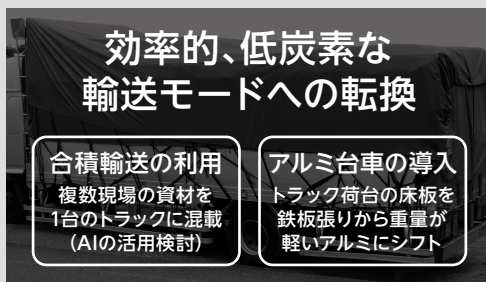 効率的、低炭素な
輸送モードへの転換
合積輸送の利用
複数現場の資材を
1台のトラックに混載
(AIの活用検討)
アルミ台車の導入
トラック荷台の床板を
鉄板張りから重量が
軽いアルミにシフト